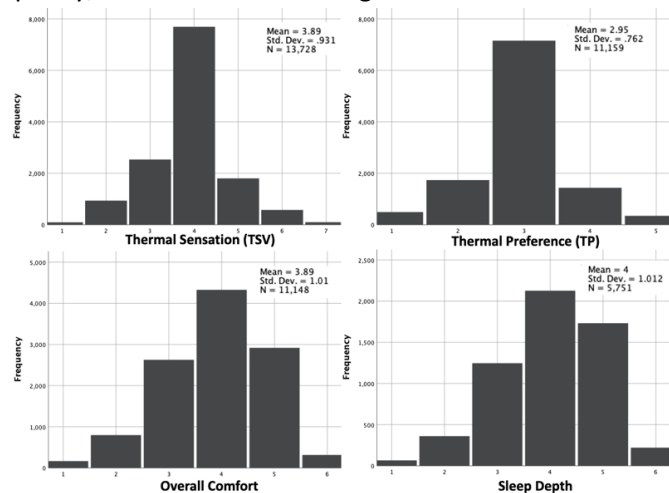 8,000
6,000
4,000
2,000
0
Frequency
Mean = 3.89
Std. Dev. = .931
N = 13,728
1 2 3 4 5 6 7
Thermal Sensation (TSV)
8,000
6,000
4,000
2,000
0
Frequency
Mean = 2.95
Std. Dev. = .762
N = 11,159
1 2 3 4 5
Thermal Preference (TP)
5,000
4,000
3,000
2,000
1,000
0
Frequency
Mean = 3.89
Std. Dev. = 1.01
N = 11,148
1 2 3 4 5 6
Overall Comfort
2,500
2,000
1,500
1,000
500
0
Frequency
Mean = 4
Std. Dev. = 1.012
N = 5,751
1 2 3 4 5 6
Sleep Depth